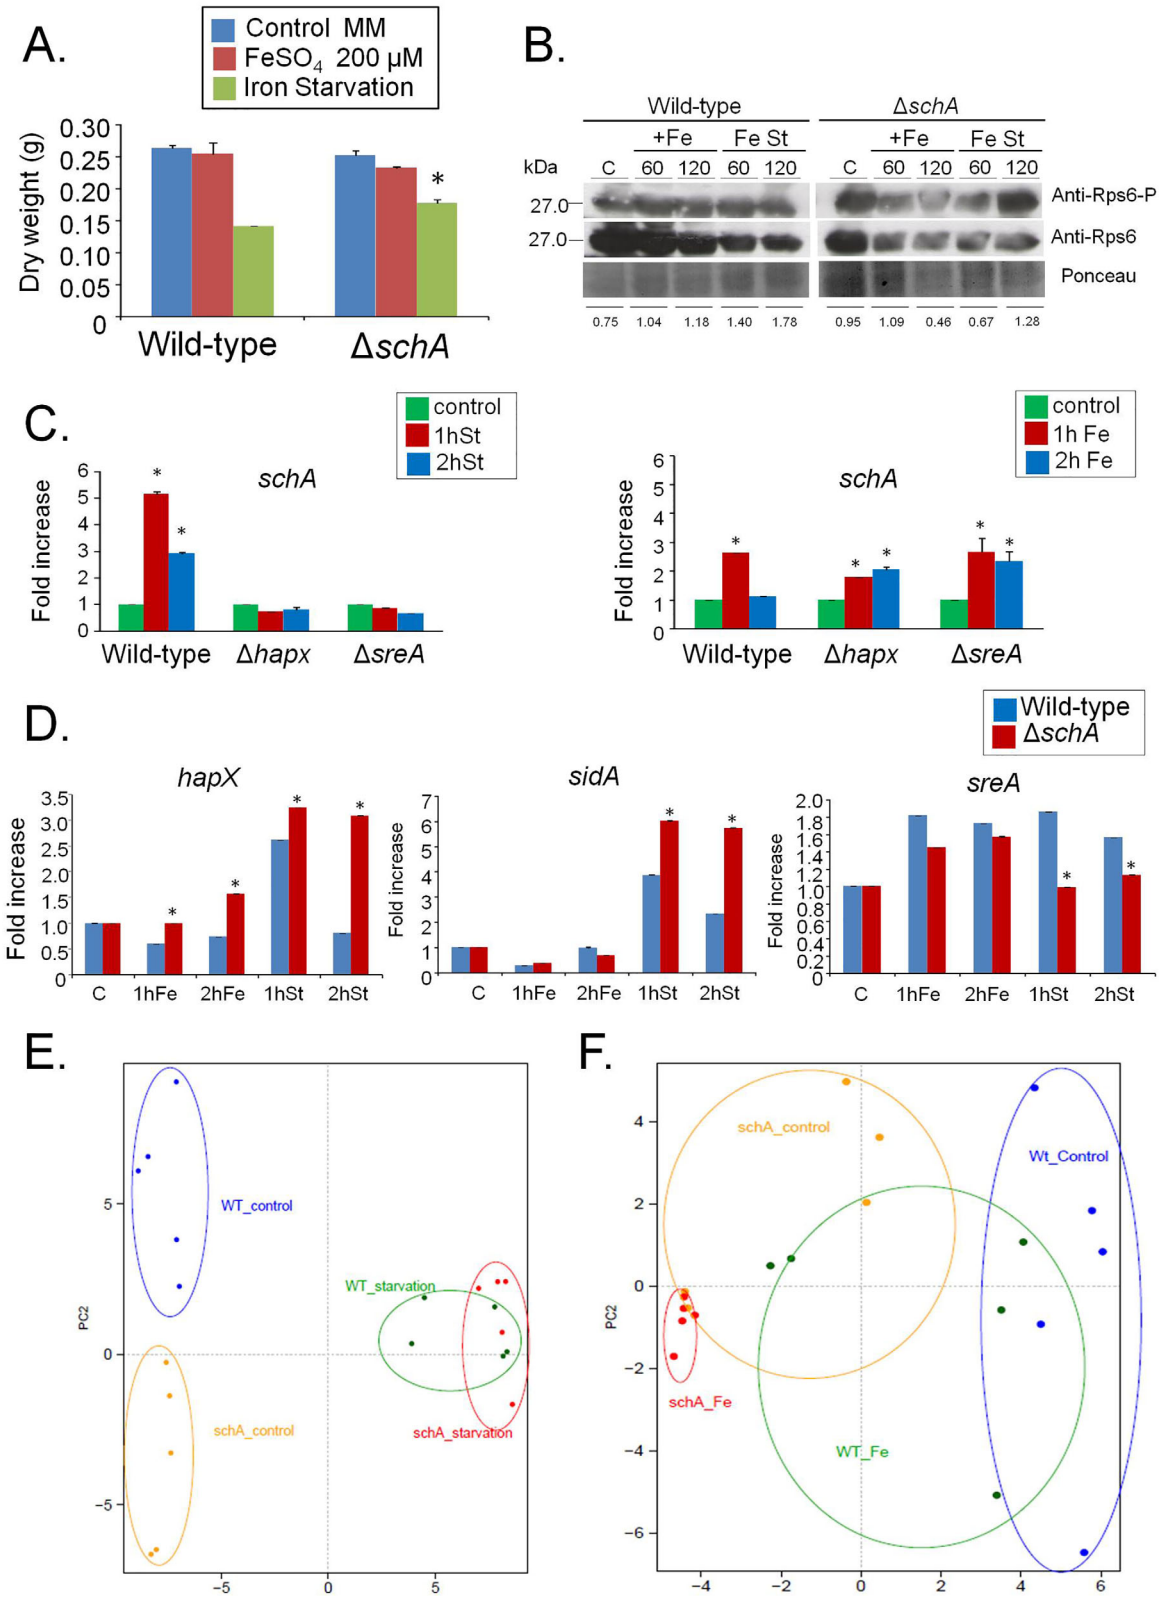 A.
Control MM
FeSO4 200 µM
Iron Starvation
Dry weight (g)
0.30
0.25
0.20
0.15
0.10
0.05
0
*
Wild-type
ΔschA
B.
Wild-type ΔschA
+Fe Fe St +Fe Fe St
kDa C 60 120 60 120 C 60 120 60 120
27.0 Anti-Rps6-P
27.0 Anti-Rps6
Ponceau
0.75 1.04 1.18 1.40 1.78 0.95 1.09 0.46 0.67 1.28
C.
control
1hSt
2hSt
schA
Fold increase
6
5
4
3
2
1
0
* *
Wild-type Δhapx ΔsreA
control
1h Fe
2h Fe
schA
Fold increase
6
5
4
3
2
1
0
* * * * *
Wild-type Δhapx ΔsreA
D.
Wild-type
ΔschA
hapX
Fold increase
3.5
3.0
2.5
2.0
1.5
1.0
0.5
0
* * * *
C 1hFe 2hFe 1hSt 2hSt
sidA
Fold increase
7
6
5
4
3
2
1
0
* *
C 1hFe 2hFe 1hSt 2hSt
sreA
Fold increase
2.0
1.8
1.6
1.4
1.2
1.0
0.8
0.6
0.4
0.2
0
* *
C 1hFe 2hFe 1hSt 2hSt
E.
WT_control
WT_starvation
schA_control
schA_starvation
PC2
5
0
−5
−5 0 5
F.
schA_control
Wt_Control
schA_Fe
WT_Fe
PC2
4
2
0
−2
−4
−6
−4 −2 0 2 4 6